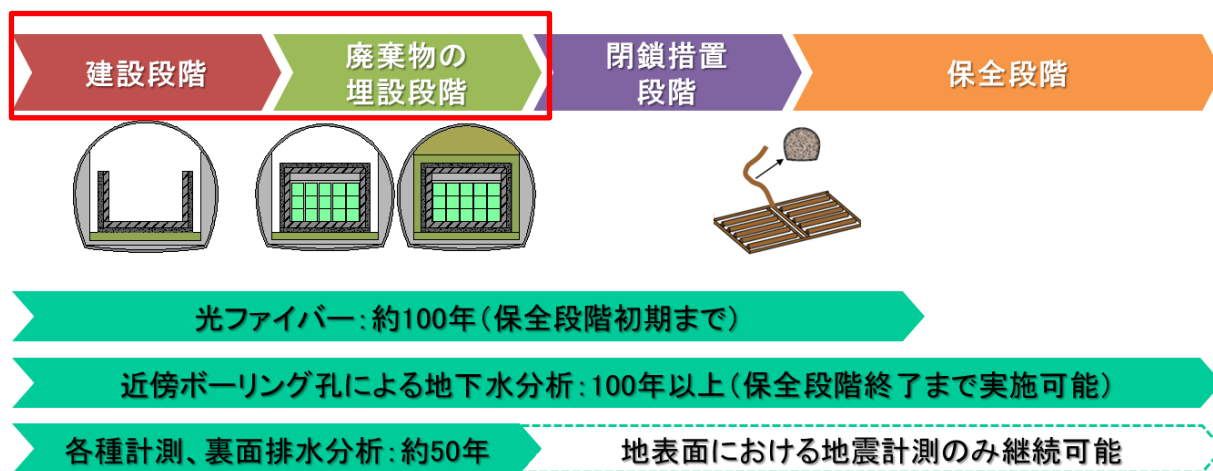 建設段階
廃棄物の
埋設段階
閉鎖措置
段階
保全段階
光ファイバー：約100年（保全段階初期まで）
近傍ボーリング孔による地下水分析：100年以上（保全段階終了まで実施可能）
各種計測、裏面排水分析：約50年
地表面における地震計測のみ継続可能